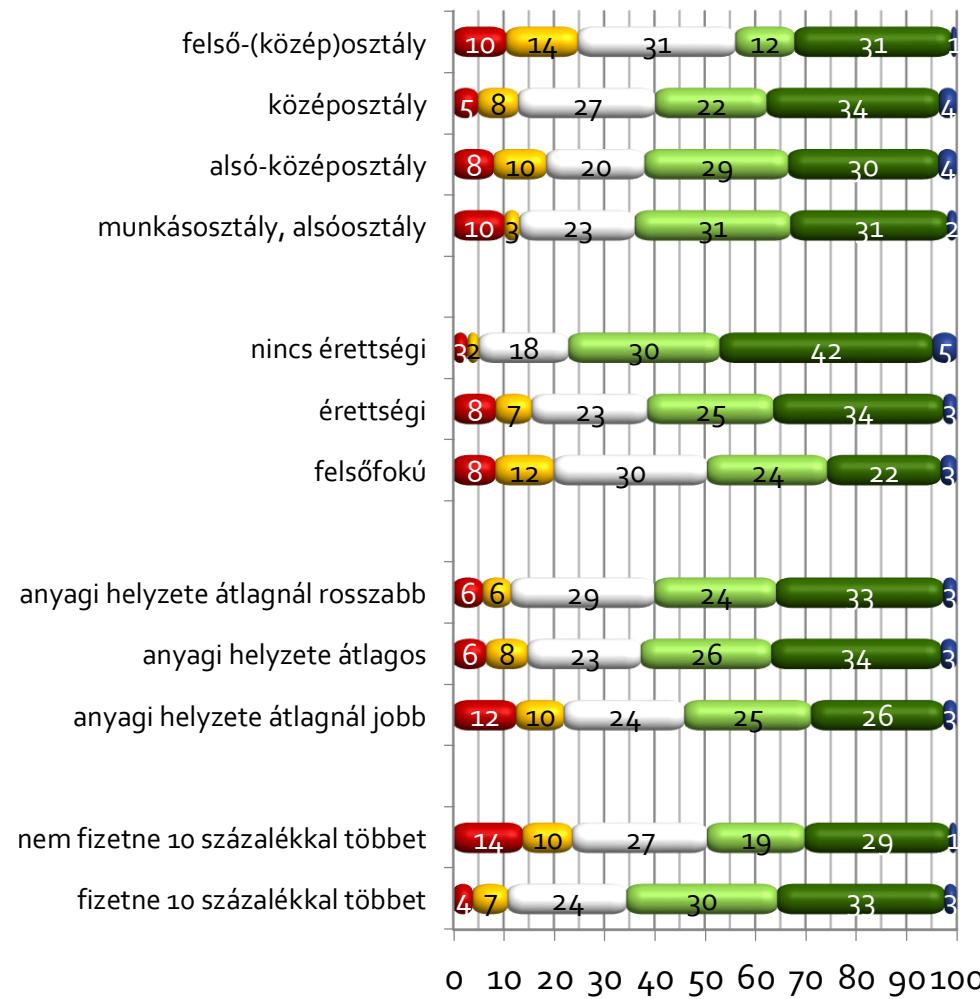 felső-(közép)osztály 10 14 31 12 31 1
középosztály 5 8 27 22 34 4
alsó-középosztály 8 10 20 29 30 4
munkásosztály, alsóosztály 10 3 23 31 31 2
nincs érettségi 3 2 18 30 42 5
érettségi 8 7 23 25 34 3
felsőfokú 8 12 30 24 22 3
anyagi helyzete átlagnál rosszabb 6 6 29 24 33 3
anyagi helyzete átlagos 6 8 23 26 34 3
anyagi helyzete átlagnál jobb 12 10 24 25 26 3
nem fizetne 10 százalékkal többet 14 10 27 19 29 1
fizetne 10 százalékkal többet 4 7 24 30 33 3
0 10 20 30 40 50 60 70 80 90 100